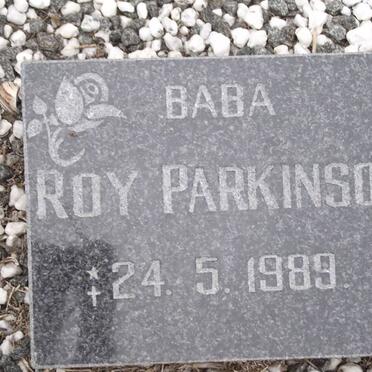 BABA
ROY PARKINSO
24. 5. 1989.